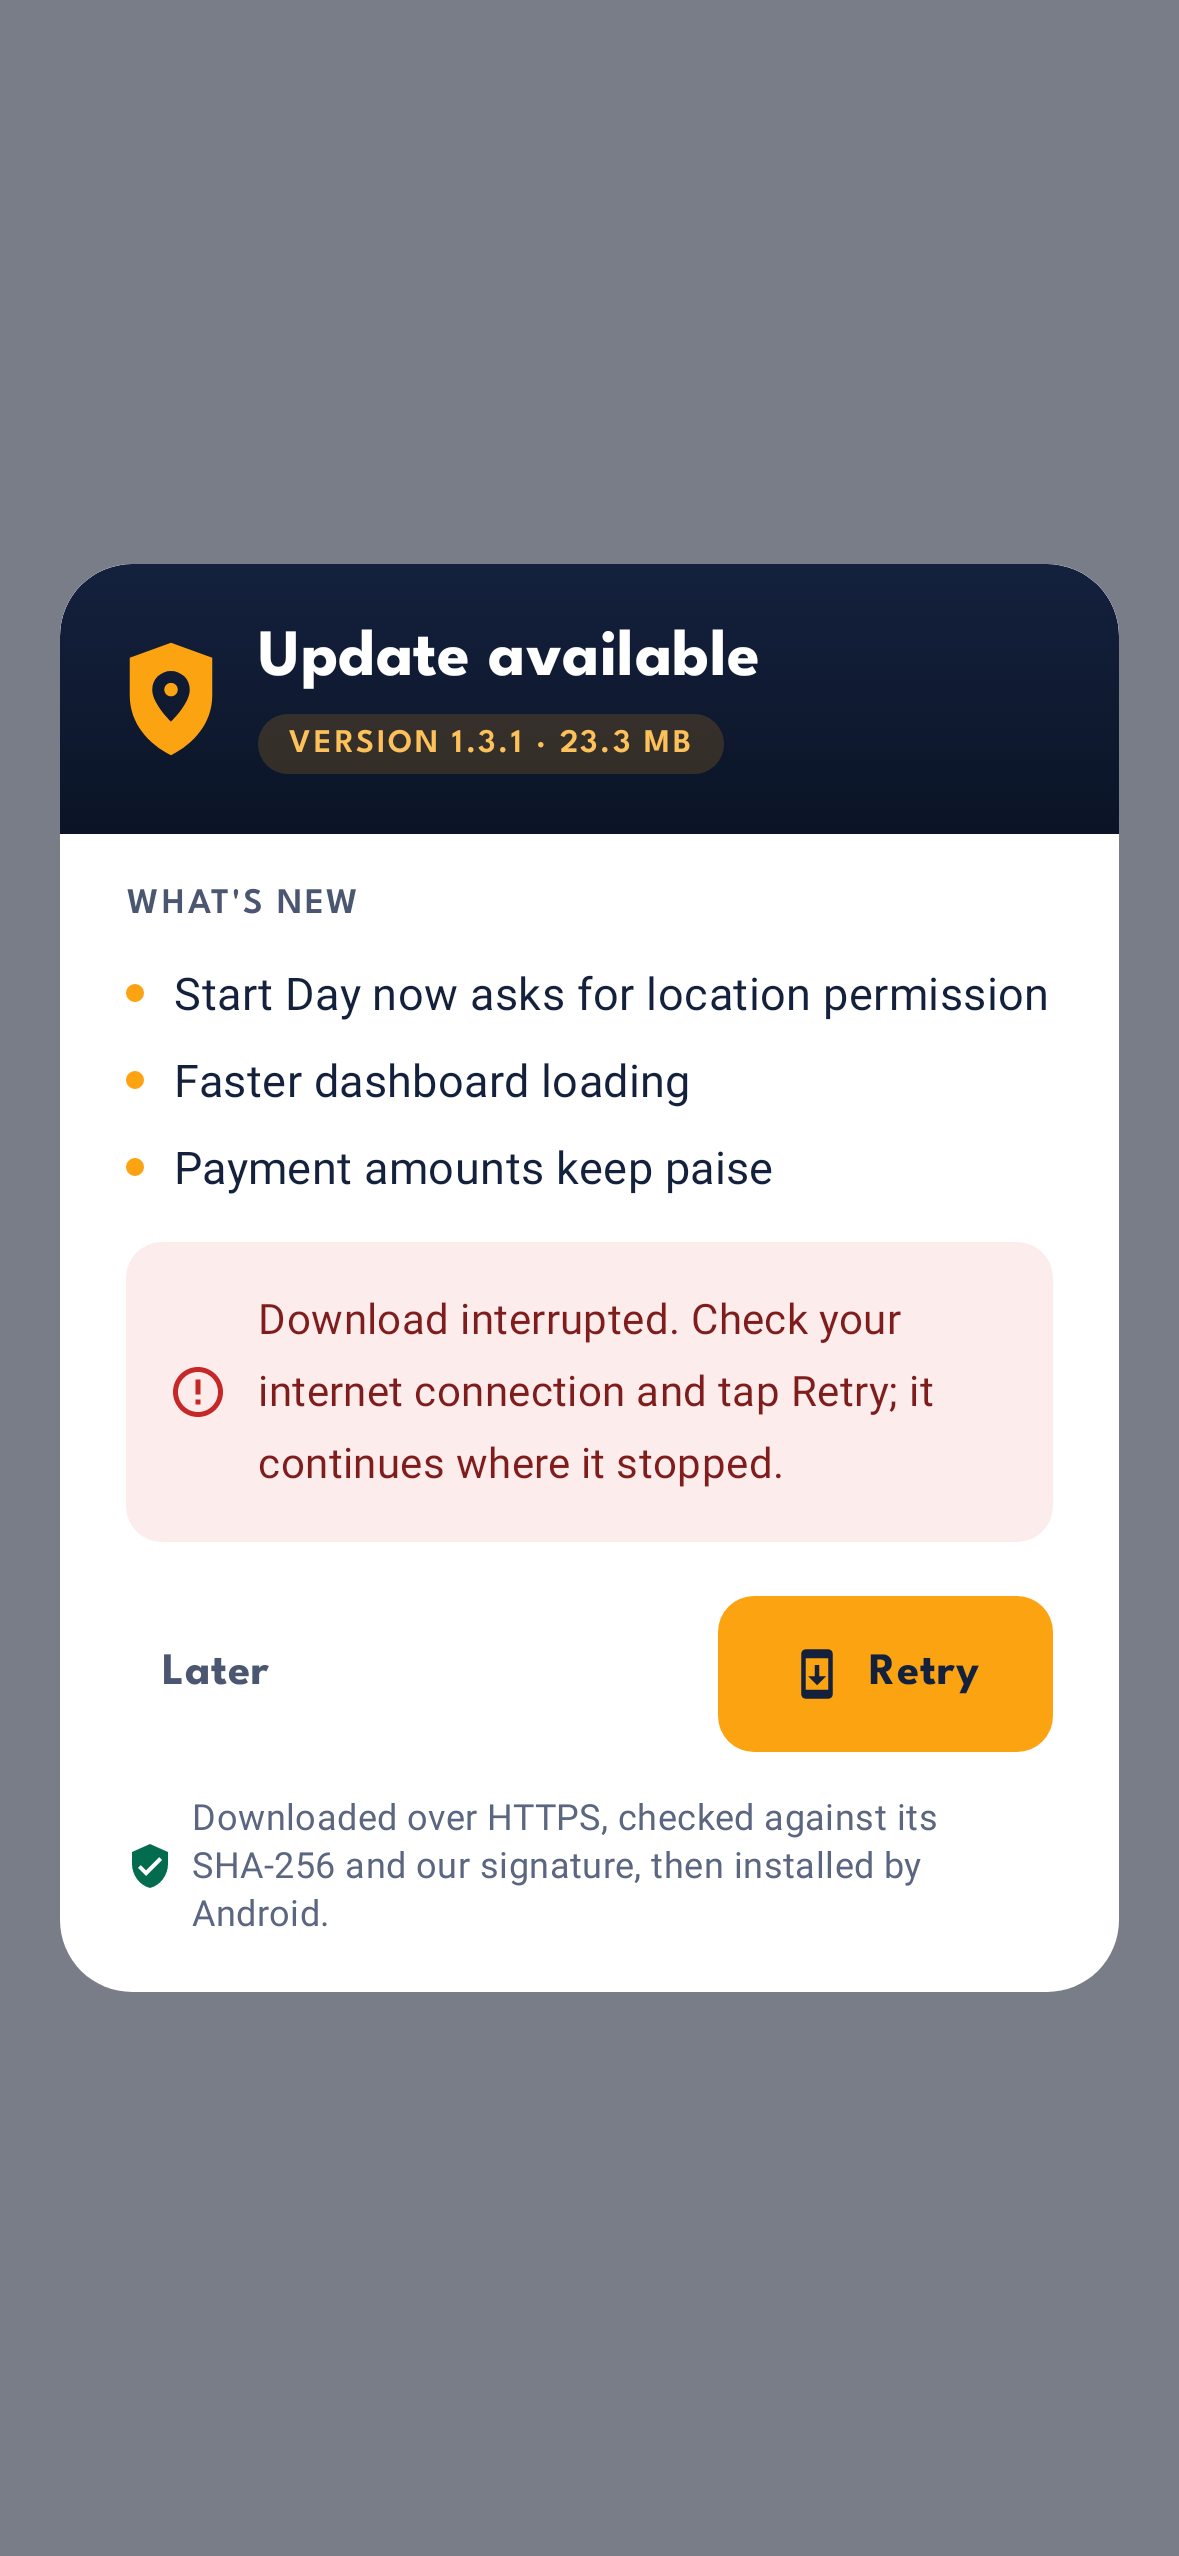 Update available
VERSION 1.3.1 · 23.3 MB
WHAT'S NEW
Start Day now asks for location permission
Faster dashboard loading
Payment amounts keep paise
Download interrupted. Check your
internet connection and tap Retry; it
continues where it stopped.
Later
Retry
Downloaded over HTTPS, checked against its
SHA-256 and our signature, then installed by
Android.